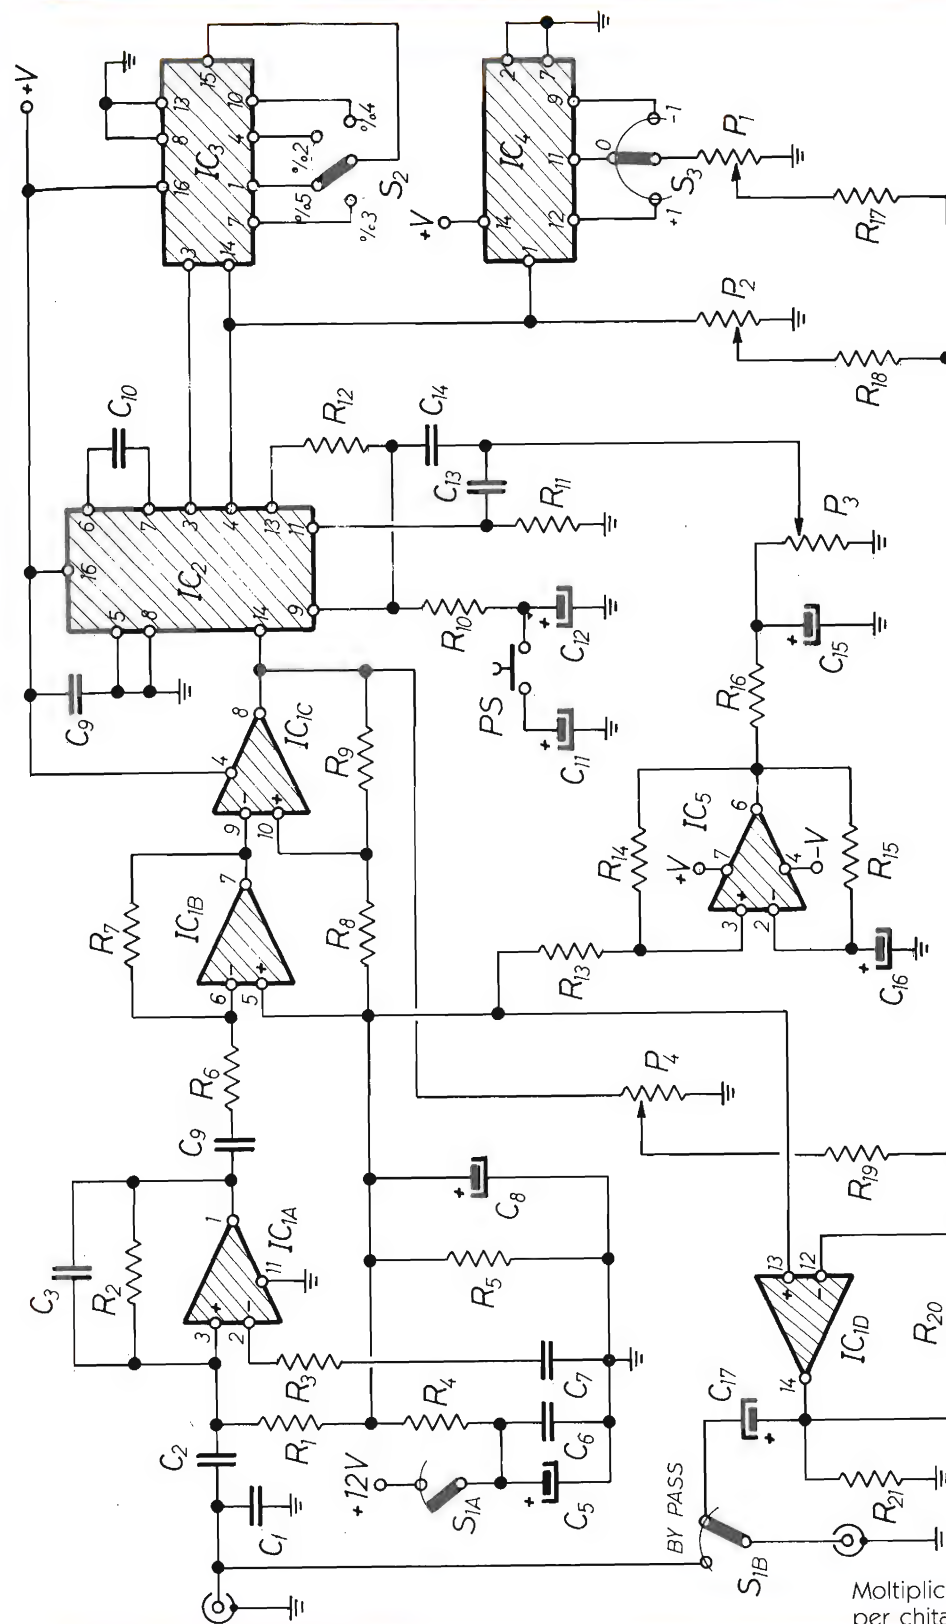 +V
15
13
8
16
IC3
10
4
1
7
3
14
%4
%2
%5
%3
S2
2
7
IC4
9
11
12
14
1
+V
-1
0
+1
S3
P1
R17
P2
R18
C10
6
7
3
4
13
11
16
IC2
5
8
14
9
R12
C14
C13
R11
R10
C12
PS
C11
P3
C15
R16
C9
4
8
IC1C
9
10
R9
R7
IC1B
7
6
5
R8
R6
C9
R14
IC5
+V
7
6
3
2
4
-V
R15
R13
C16
P4
R19
C3
R2
1
IC1A
11
3
2
C8
R5
R3
C7
R4
C6
R1
C2
C1
+12V
S1A
C5
13
12
IC1D
14
R20
C17
R21
BY PASS
S1B
Moltiplic
per chita